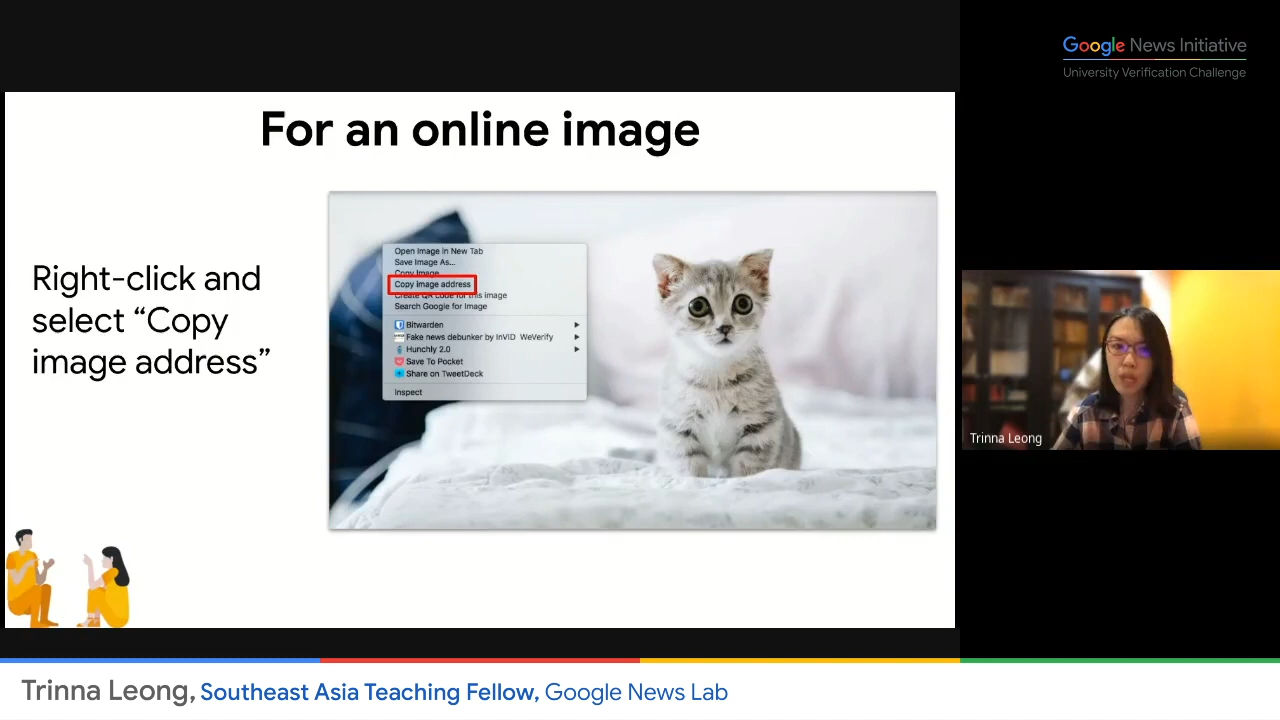 Google News Initiative
University Verification Challenge
For an online image
Right-click and
select “Copy
image address”
Open Image in New Tab
Save Image As...
Copy Image
Copy image address
Create QR code for this image
Search Google for Image
Bitwarden
Fake news debunker by InVID WeVerify
Hunchly 2.0
Save To Pocket
Share on TweetDeck
Inspect
Trinna Leong
Trinna Leong, Southeast Asia Teaching Fellow, Google News Lab